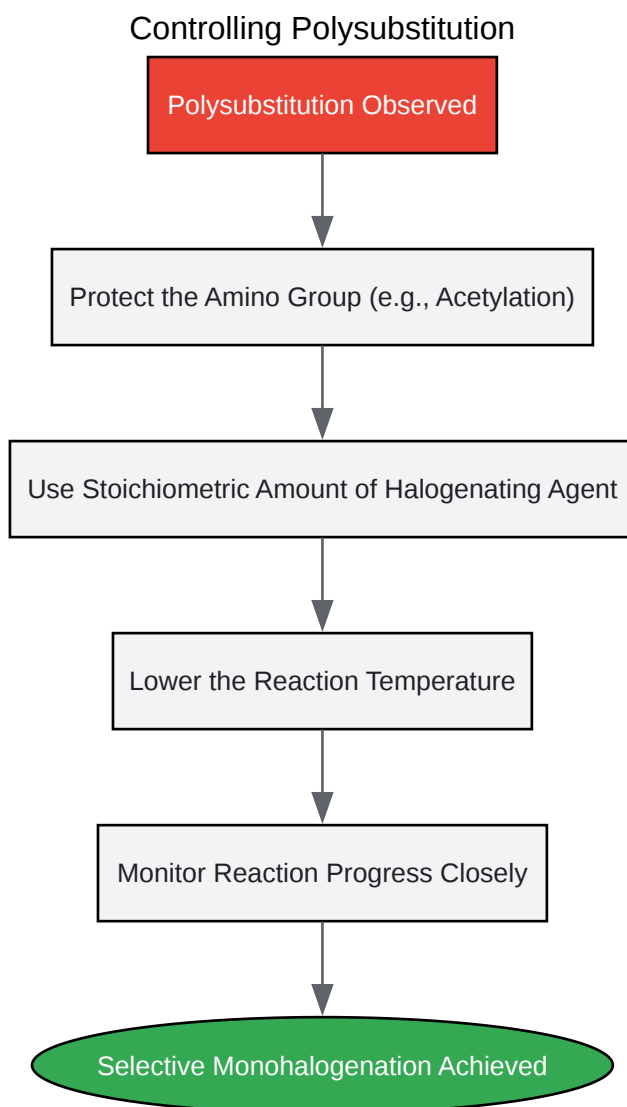 Controlling Polysubstitution
Polysubstitution Observed
Protect the Amino Group (e.g., Acetylation)
Use Stoichiometric Amount of Halogenating Agent
Lower the Reaction Temperature
Monitor Reaction Progress Closely
Selective Monohalogenation Achieved